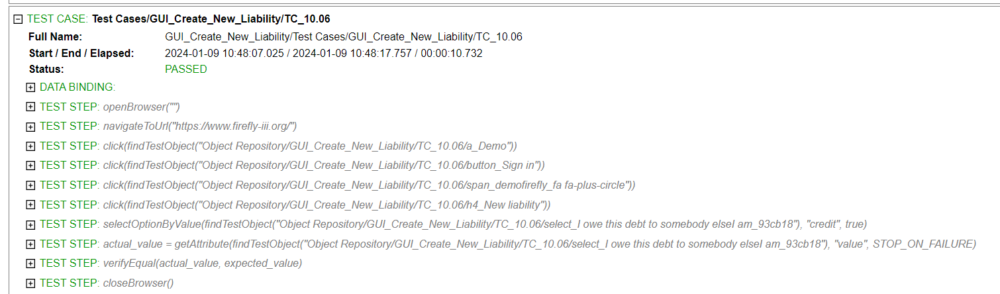 TEST CASE: Test Cases/GUI_Create_New_Liability/TC_10.06
Full Name: GUI_Create_New_Liability/Test Cases/GUI_Create_New_Liability/TC_10.06
Start / End / Elapsed: 2024-01-09 10:48:07.025 / 2024-01-09 10:48:17.757 / 00:00:10.732
Status: PASSED
DATA BINDING:
TEST STEP: openBrowser("")
TEST STEP: navigateToUrl("https://www.firefly-iii.org/")
TEST STEP: click(findTestObject("Object Repository/GUI_Create_New_Liability/TC_10.06/a_Demo"))
TEST STEP: click(findTestObject("Object Repository/GUI_Create_New_Liability/TC_10.06/button_Sign in"))
TEST STEP: click(findTestObject("Object Repository/GUI_Create_New_Liability/TC_10.06/span_demofirefly_fa fa-plus-circle"))
TEST STEP: click(findTestObject("Object Repository/GUI_Create_New_Liability/TC_10.06/h4_New liability"))
TEST STEP: selectOptionByValue(findTestObject("Object Repository/GUI_Create_New_Liability/TC_10.06/select_I owe this debt to somebody elseI am_93cb18"), "credit", true)
TEST STEP: actual_value = getAttribute(findTestObject("Object Repository/GUI_Create_New_Liability/TC_10.06/select_I owe this debt to somebody elseI am_93cb18"), "value", STOP_ON_FAILURE)
TEST STEP: verifyEqual(actual_value, expected_value)
TEST STEP: closeBrowser()